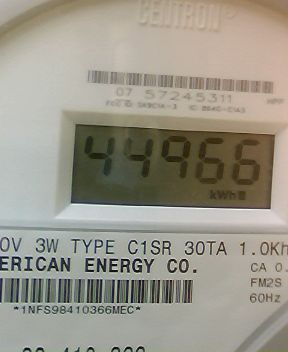 CENTRON
07 57245311
44966
kWh
0V 3W TYPE C1SR 30TA 1.0Kh
ERICAN ENERGY CO.
CA 0.
FM2S
60Hz
*1NFS98410366MEC*